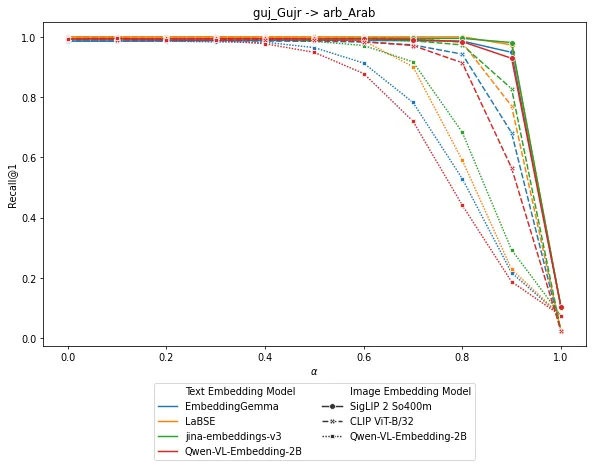 guj_Gujr -> arb_Arab
1.0
0.8
0.6
0.4
0.2
0.0
Recall@1
0.0 0.2 0.4 0.6 0.8 1.0
α
Text Embedding Model Image Embedding Model
EmbeddingGemma SigLIP 2 So400m
LaBSE CLIP ViT-B/32
jina-embeddings-v3 Qwen-VL-Embedding-2B
Qwen-VL-Embedding-2B